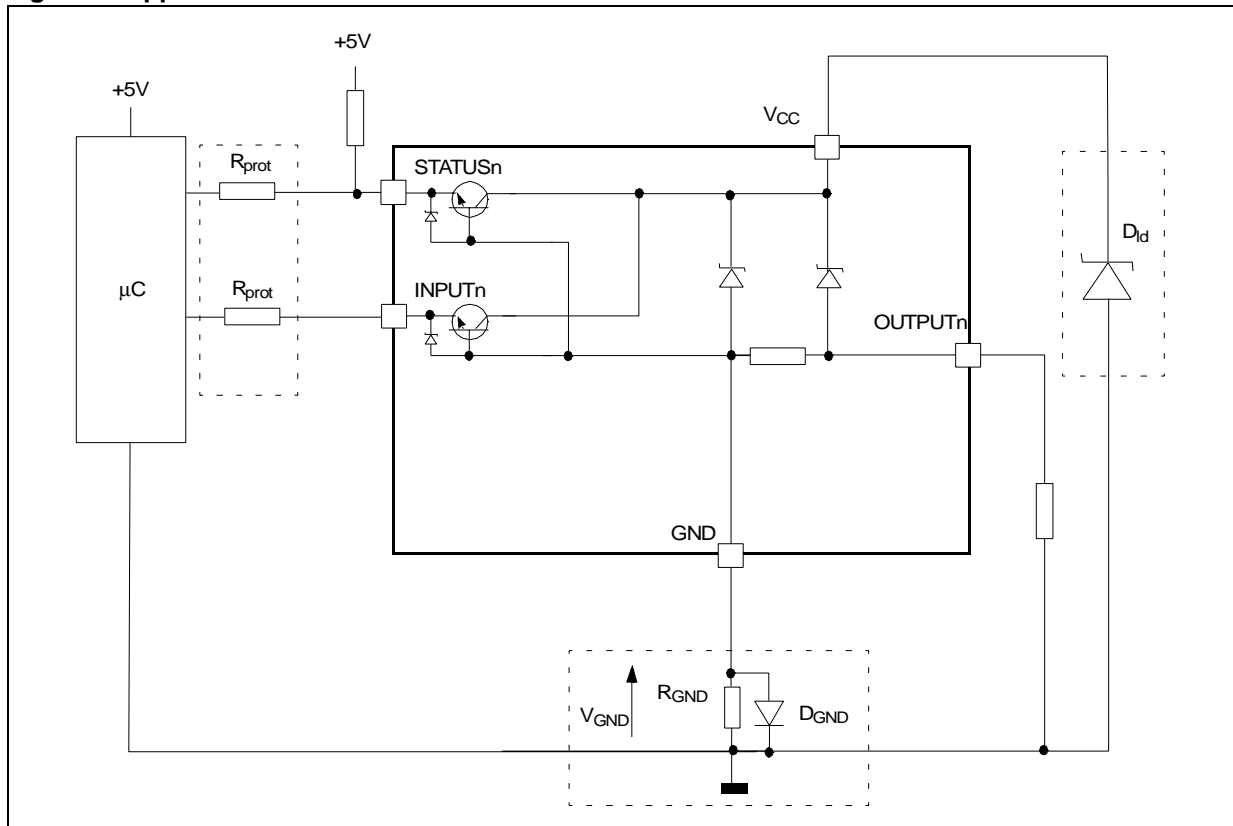 +5V
+5V
VCC
Rprot
STATUSn
Dld
μC
Rprot
INPUTn
OUTPUTn
GND
RGND
VGND
DGND